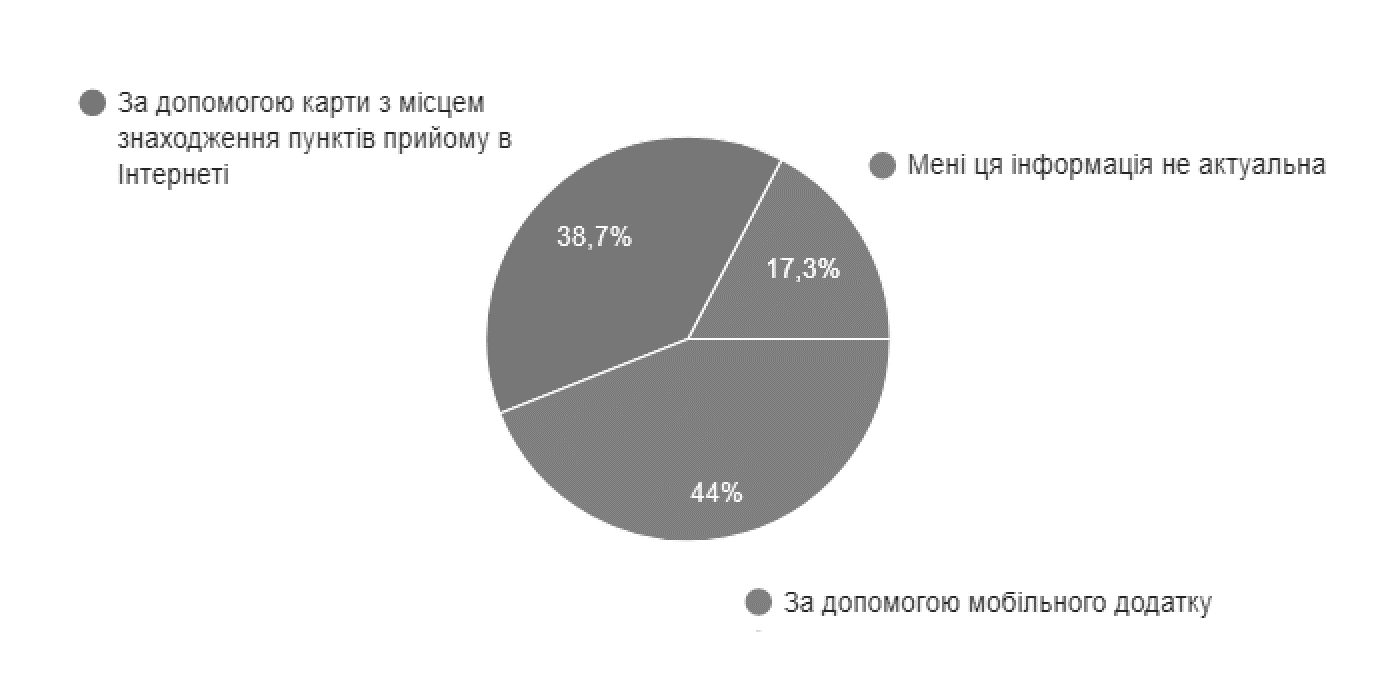 За допомогою карти з місцем
знаходження пунктів прийому в
Інтернеті
Мені ця інформація не актуальна
38,7%
17,3%
44%
За допомогою мобільного додатку